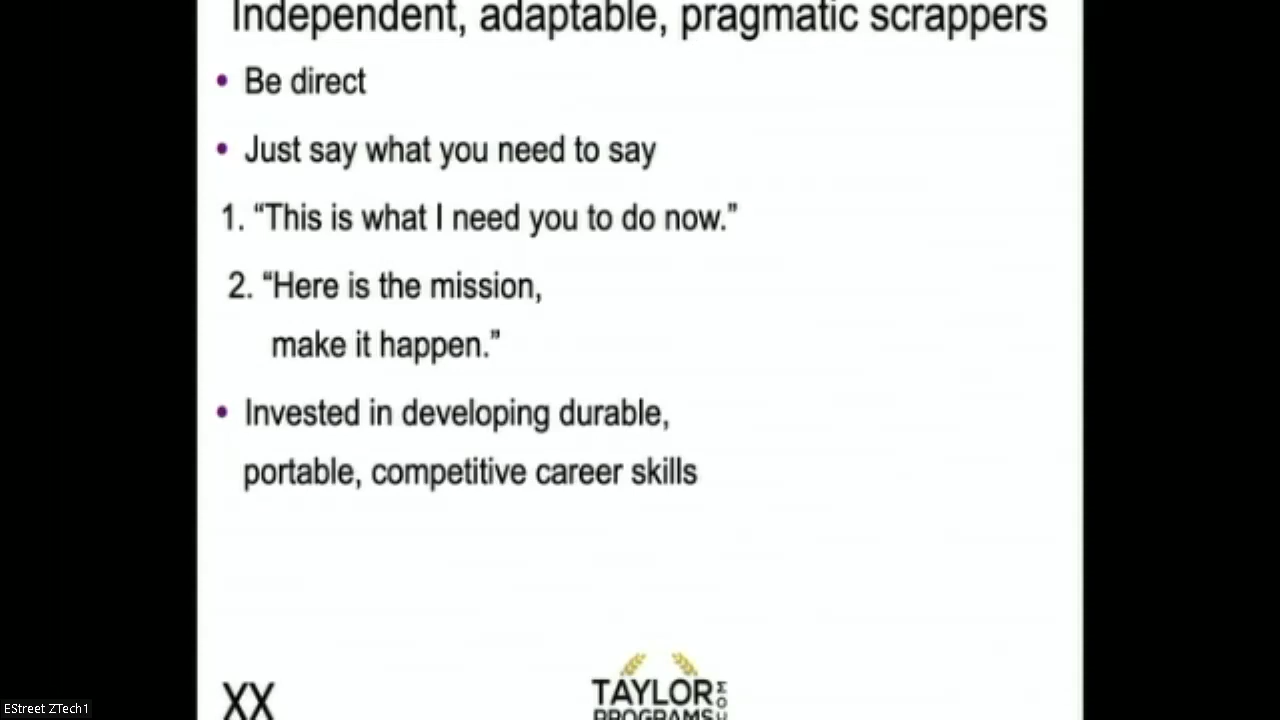 Independent, adaptable, pragmatic scrappers
• Be direct
• Just say what you need to say
1. “This is what I need you to do now.”
2. “Here is the mission,
make it happen.”
• Invested in developing durable,
portable, competitive career skills
XX
TAYLOR
PROGRAMS
EStreet ZTech1